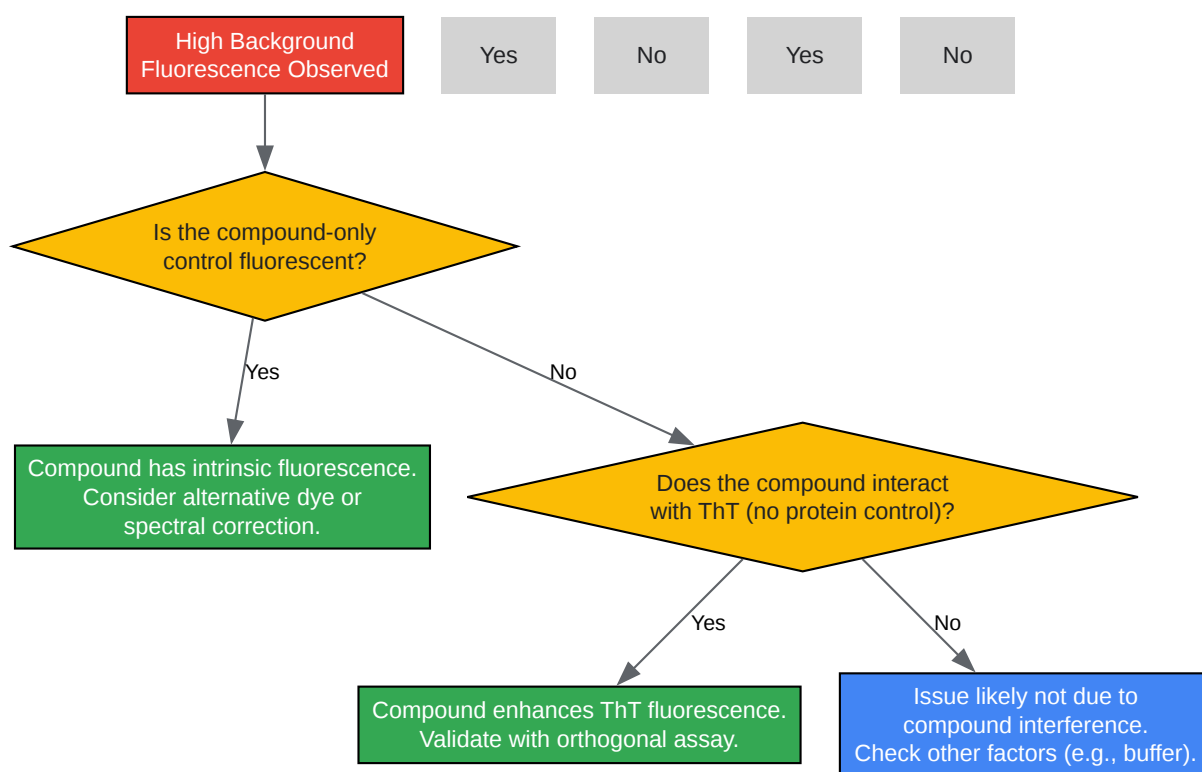 High Background
Fluorescence Observed
Yes
No
Yes
No
Is the compound-only
control fluorescent?
Yes
No
Compound has intrinsic fluorescence.
Consider alternative dye or
spectral correction.
Does the compound interact
with ThT (no protein control)?
Yes
No
Compound enhances ThT fluorescence.
Validate with orthogonal assay.
Issue likely not due to
compound interference.
Check other factors (e.g., buffer).